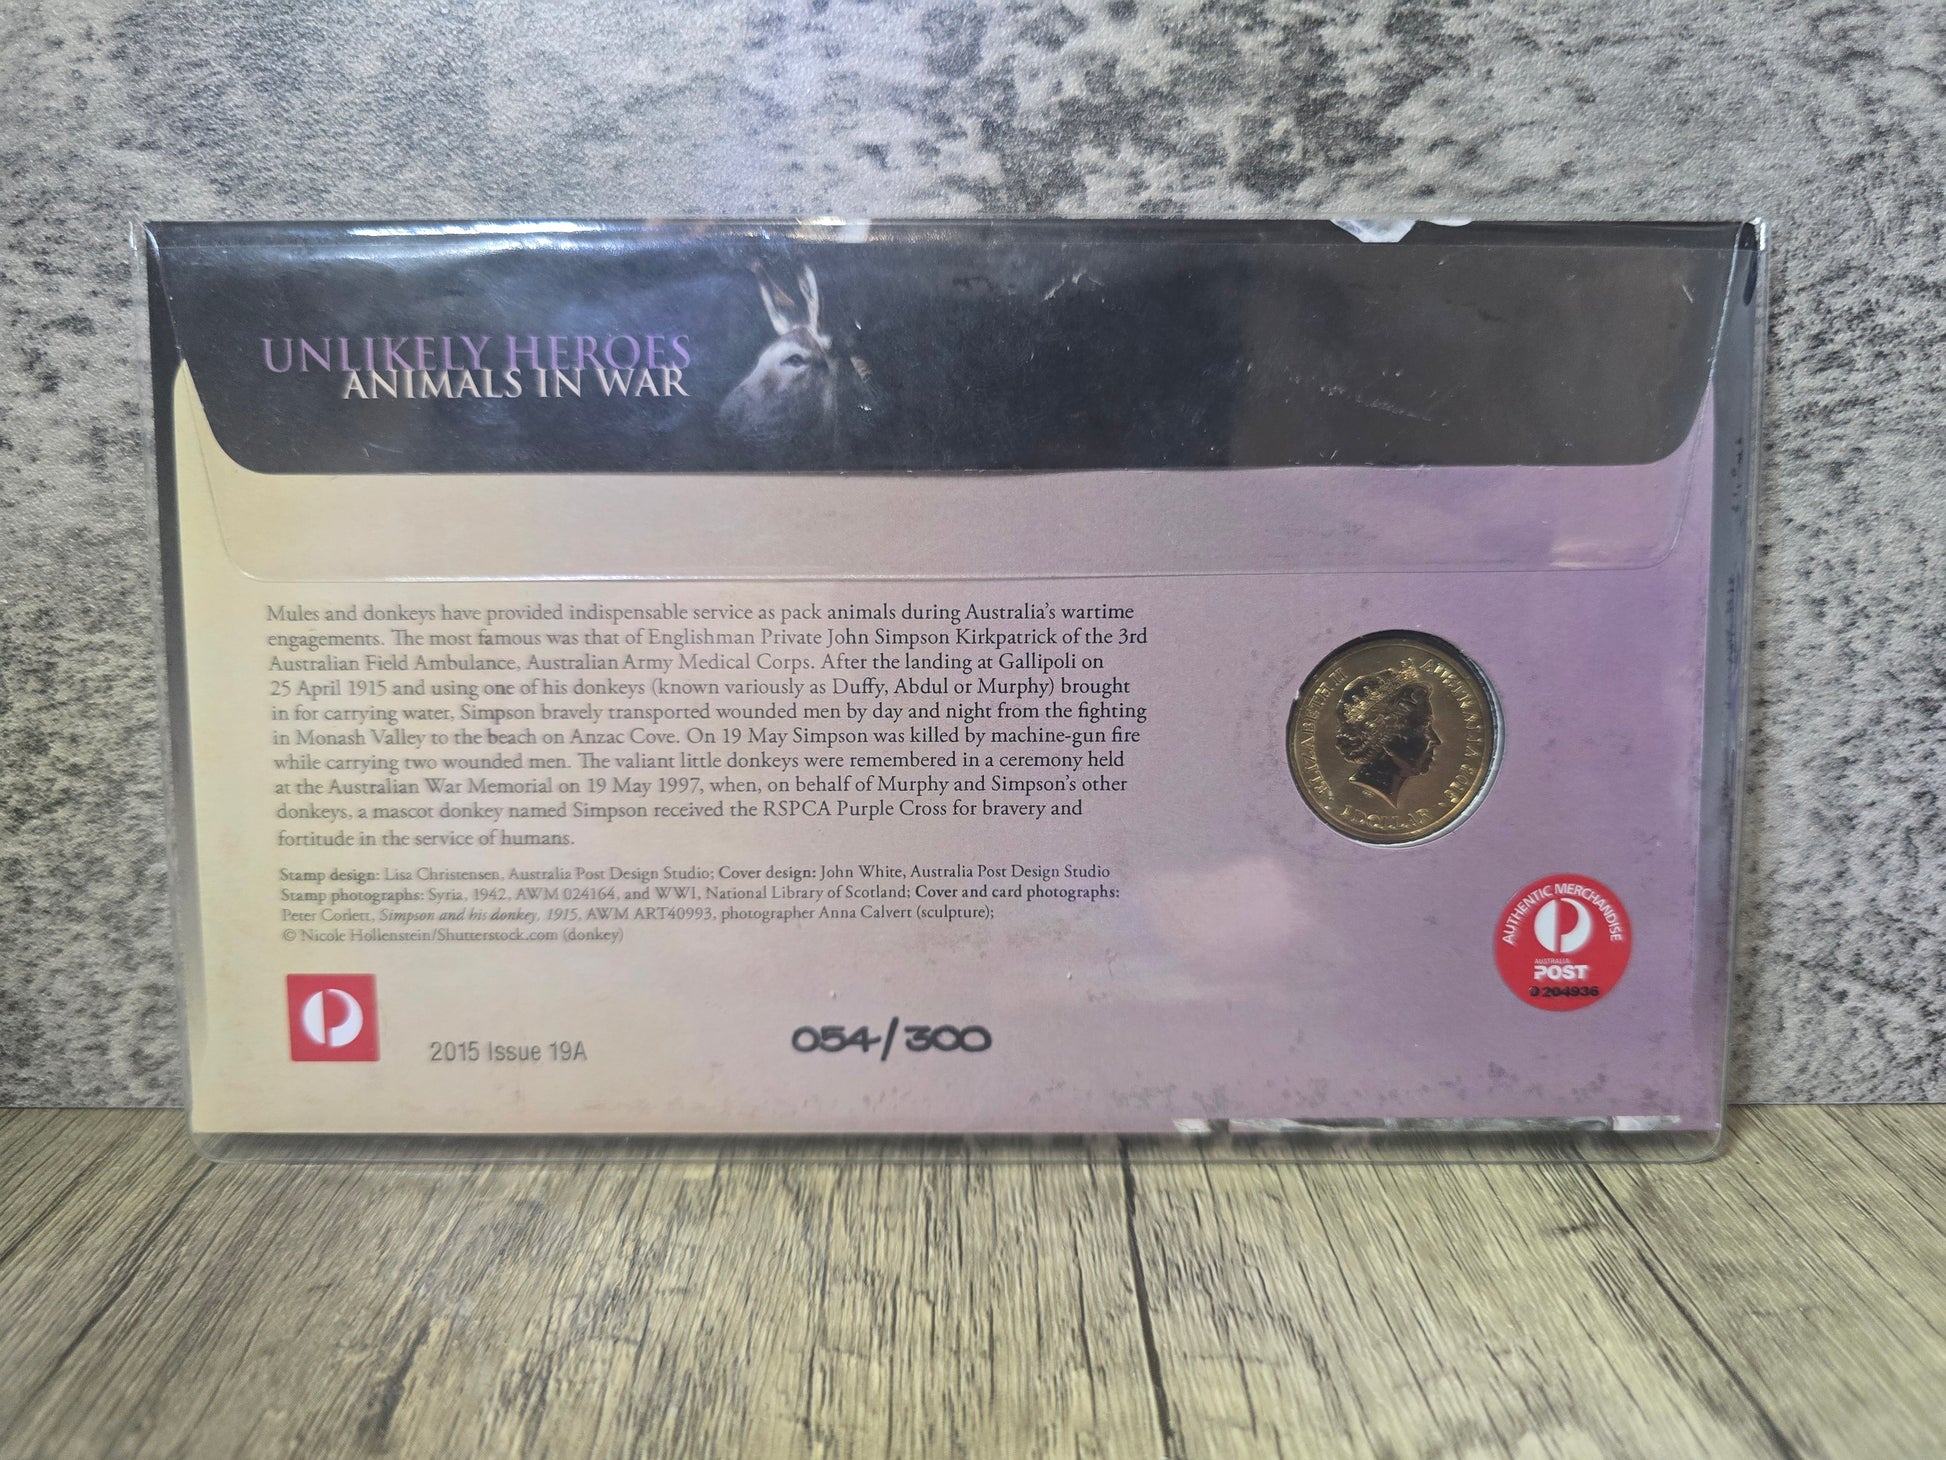 UNLIKELY HEROES
ANIMALS IN WAR
Mules and donkeys have provided indispensable service as pack animals during Australia's wartime
engagements. The most famous was that of Englishman Private John Simpson Kirkpatrick of the 3rd
Australian Field Ambulance, Australian Army Medical Corps. After the landing at Gallipoli on
25 April 1915 and using one of his donkeys (known variously as Duffy, Abdul or Murphy) brought
in for carrying water, Simpson bravely transported wounded men by day and night from the fighting
in Monash Valley to the beach on Anzac Cove. On 19 May Simpson was killed by machine-gun fire
while carrying two wounded men. The valiant little donkeys were remembered in a ceremony held
at the Australian War Memorial on 19 May 1997, when, on behalf of Murphy and Simpson's other
donkeys, a mascot donkey named Simpson received the RSPCA Purple Cross for bravery and
fortitude in the service of humans.
Stamp design: Lisa Christensen, Australia Post Design Studio; Cover design: John White, Australia Post Design Studio
Stamp photographs: Syria, 1942, AWM 024164, and WWI, National Library of Scotland; Cover and card photographs:
Peter Corlett, Simpson and his donkey, 1915, AWM ART40993, photographer Anna Calvert (sculpture);
© Nicole Hollenstein/Shutterstock.com (donkey)
2015 Issue 19A
054/300
ELIZABETH II
AUSTRALIA 2015
1 DOLLAR
AUTHENTIC MERCHANDISE
AUSTRALIA
POST
0204936